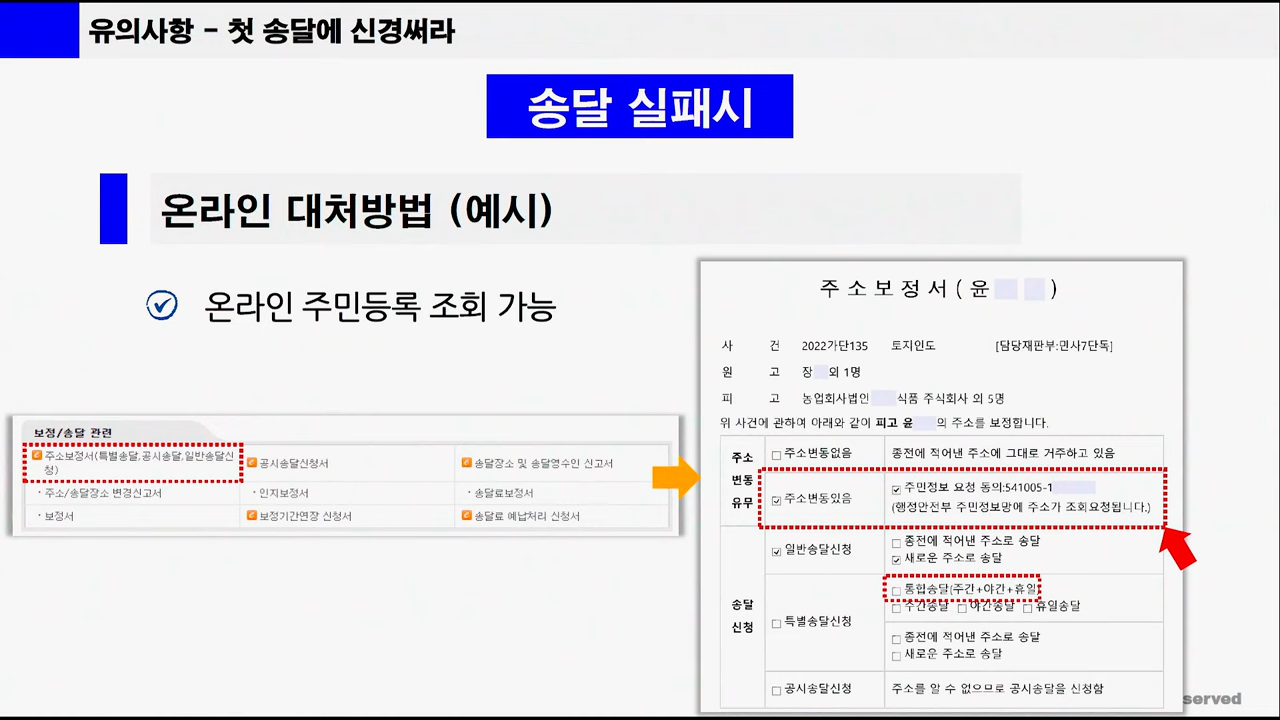 유의사항 - 첫 송달에 신경써라
송달 실패시
온라인 대처방법 (예시)
온라인 주민등록 조회 가능
보정/송달 관련
주소보정서(특별송달,공시송달,일반송달신청)
공시송달신청서
송달장소 및 송달영수인 신고서
· 주소/송달장소 변경신고서
· 인지보정서
· 송달료보정서
· 보정서
보정기간연장 신청서
송달료 예납처리 신청서
주 소 보 정 서 ( 윤 )
사 건 2022가단135 토지인도 [담당재판부:민사7단독]
원 고 장 외 1명
피 고 농업회사법인 식품 주식회사 외 5명
위 사건에 관하여 아래와 같이 피고 윤 의 주소를 보정합니다.
주소
변동
유무
주소변동없음
종전에 적어낸 주소에 그대로 거주하고 있음
주소변동있음
주민정보 요청 동의:541005-1
(행정안전부 주민정보망에 주소가 조회요청됩니다.)
송달
신청
일반송달신청
종전에 적어낸 주소로 송달
새로운 주소로 송달
특별송달신청
통합송달(주간+야간+휴일)
주간송달 야간송달 휴일송달
종전에 적어낸 주소로 송달
새로운 주소로 송달
공시송달신청
주소를 알 수 없으므로 공시송달을 신청함
served